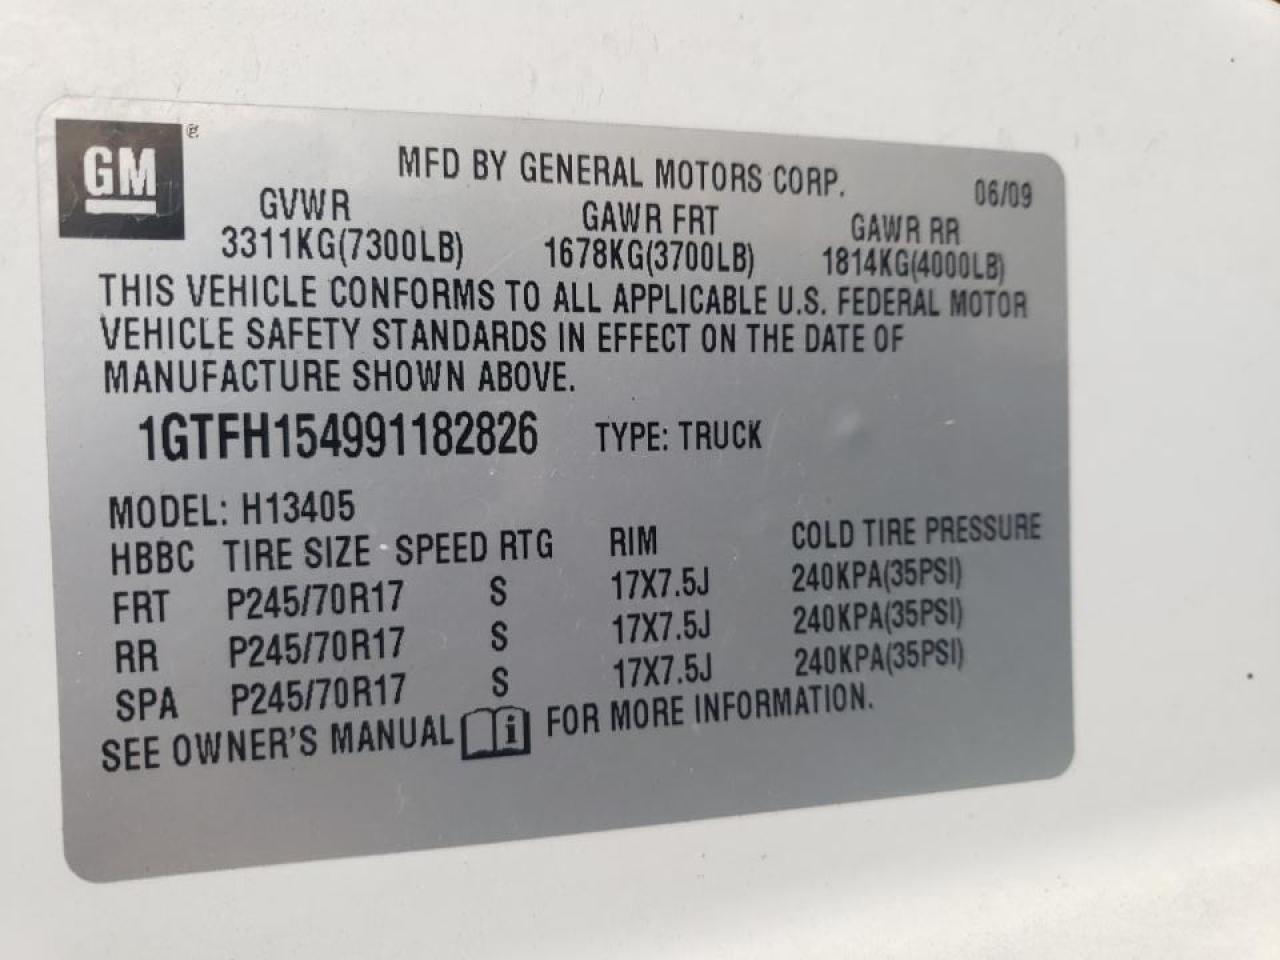 GM
MFD BY GENERAL MOTORS CORP. 06/09
GVWR GAWR FRT GAWR RR
3311KG(7300LB) 1678KG(3700LB) 1814KG(4000LB)
THIS VEHICLE CONFORMS TO ALL APPLICABLE U.S. FEDERAL MOTOR
VEHICLE SAFETY STANDARDS IN EFFECT ON THE DATE OF
MANUFACTURE SHOWN ABOVE.
1GTFH154991182826 TYPE: TRUCK
MODEL: H13405
HBBC TIRE SIZE SPEED RTG RIM COLD TIRE PRESSURE
FRT P245/70R17 S 17X7.5J 240KPA(35PSI)
RR P245/70R17 S 17X7.5J 240KPA(35PSI)
SPA P245/70R17 S 17X7.5J 240KPA(35PSI)
SEE OWNER'S MANUAL i FOR MORE INFORMATION.